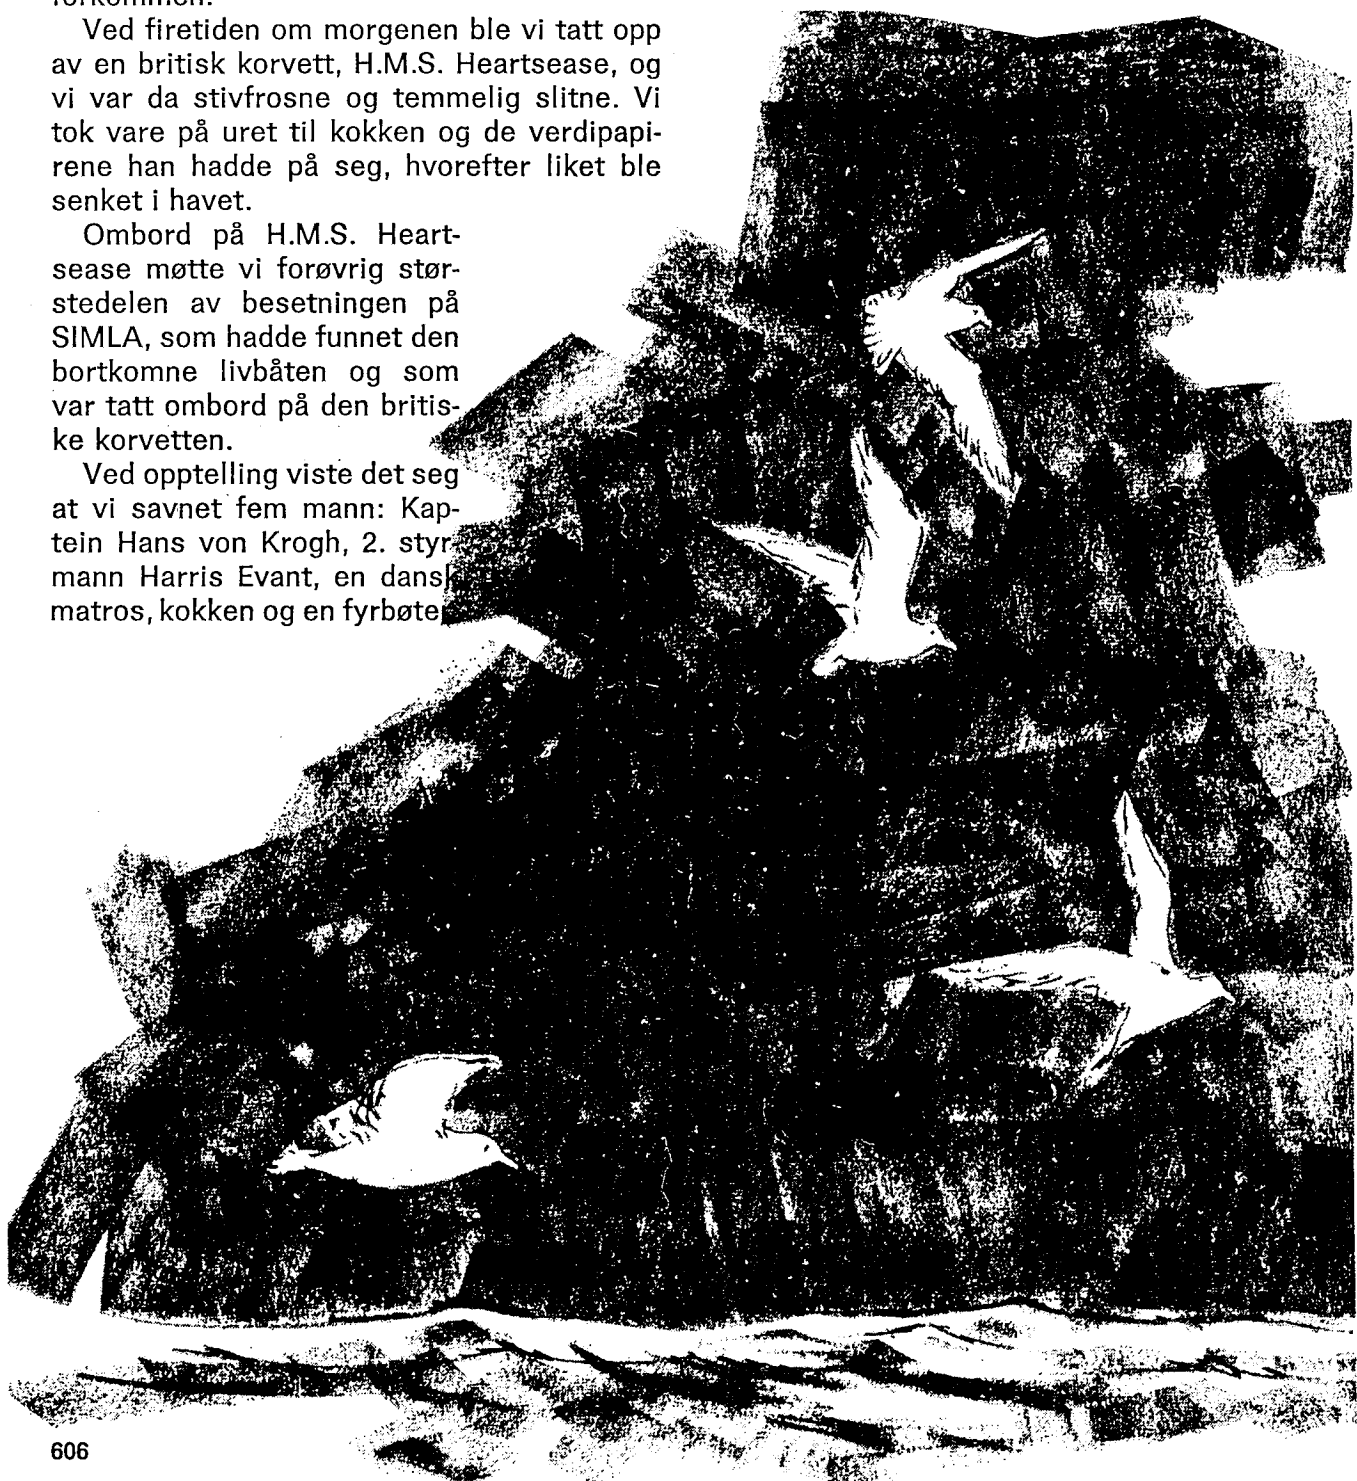 Ved firetiden om morgenen ble vi tatt opp
av en britisk korvett, H.M.S. Heartsease, og
vi var da stivfrosne og temmelig slitne. Vi
tok vare på uret til kokken og de verdipapi-
rene han hadde på seg, hvorefter liket ble
senket i havet.
Ombord på H.M.S. Heart-
sease møtte vi forøvrig stør-
stedelen av besetningen på
SIMLA, som hadde funnet den
bortkomne livbåten og som
var tatt ombord på den britis-
ke korvetten.
Ved opptelling viste det seg
at vi savnet fem mann: Kap-
tein Hans von Krogh, 2. styr
mann Harris Evant, en dansk
matros, kokken og en fyrbøte
606